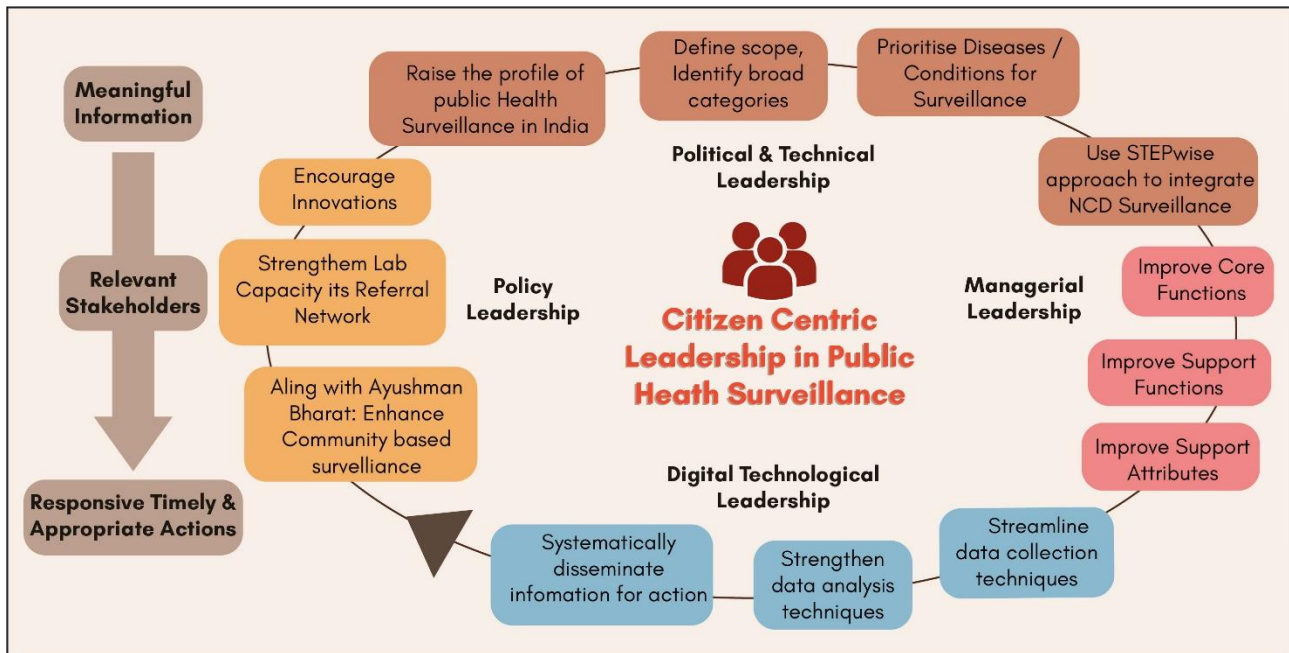 Meaningful
Information
Relevant
Stakeholders
Responsive Timely &
Appropriate Actions
Raise the profile of
public Health
Surveillance in India
Define scope,
Identify broad
categories
Prioritise Diseases /
Conditions for
Surveillance
Use STEPwise
approach to integrate
NCD Surveillance
Improve Core
Functions
Improve Support
Functions
Improve Support
Attributes
Streamline
data collection
techniques
Strengthen
data analysis
techniques
Systematically
disseminate
infomation for action
Aling with Ayushman
Bharat: Enhance
Community based
survelliance
Strengthem Lab
Capacity its Referral
Network
Encourage
Innovations
Political & Technical
Leadership
Policy
Leadership
Managerial
Leadership
Digital Technological
Leadership
Citizen Centric
Leadership in Public
Heath Surveillance